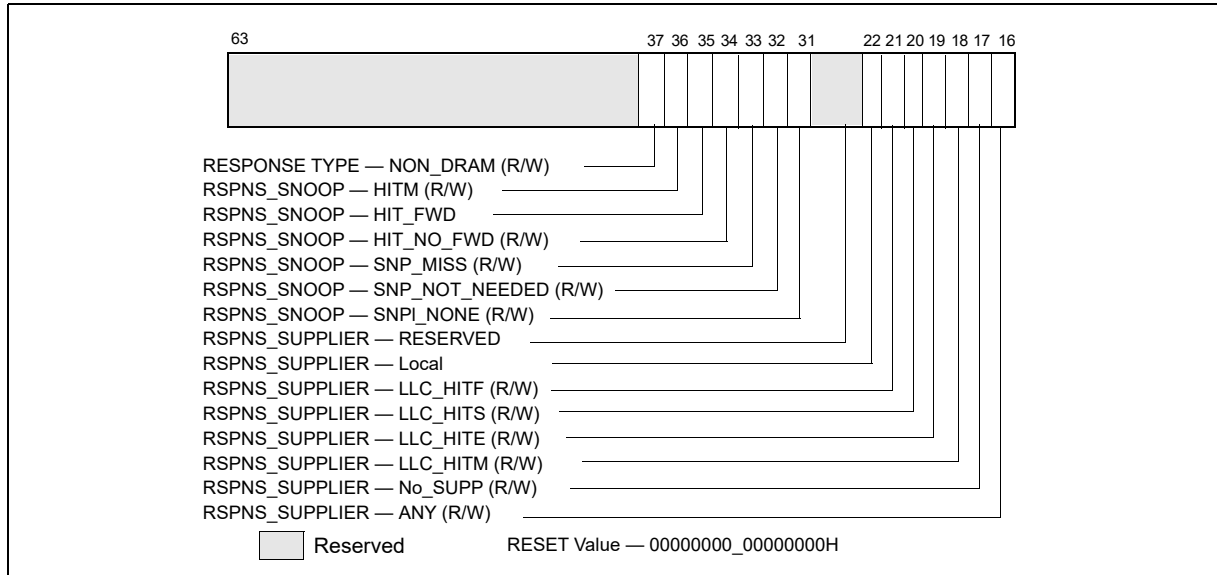 63 37 36 35 34 33 32 31 22 21 20 19 18 17 16
RESPONSE TYPE — NON_DRAM (R/W)
RSPNS_SNOOP — HITM (R/W)
RSPNS_SNOOP — HIT_FWD
RSPNS_SNOOP — HIT_NO_FWD (R/W)
RSPNS_SNOOP — SNP_MISS (R/W)
RSPNS_SNOOP — SNP_NOT_NEEDED (R/W)
RSPNS_SNOOP — SNPI_NONE (R/W)
RSPNS_SUPPLIER — RESERVED
RSPNS_SUPPLIER — Local
RSPNS_SUPPLIER — LLC_HITF (R/W)
RSPNS_SUPPLIER — LLC_HITS (R/W)
RSPNS_SUPPLIER — LLC_HITE (R/W)
RSPNS_SUPPLIER — LLC_HITM (R/W)
RSPNS_SUPPLIER — No_SUPP (R/W)
RSPNS_SUPPLIER — ANY (R/W)
Reserved RESET Value — 00000000_00000000H